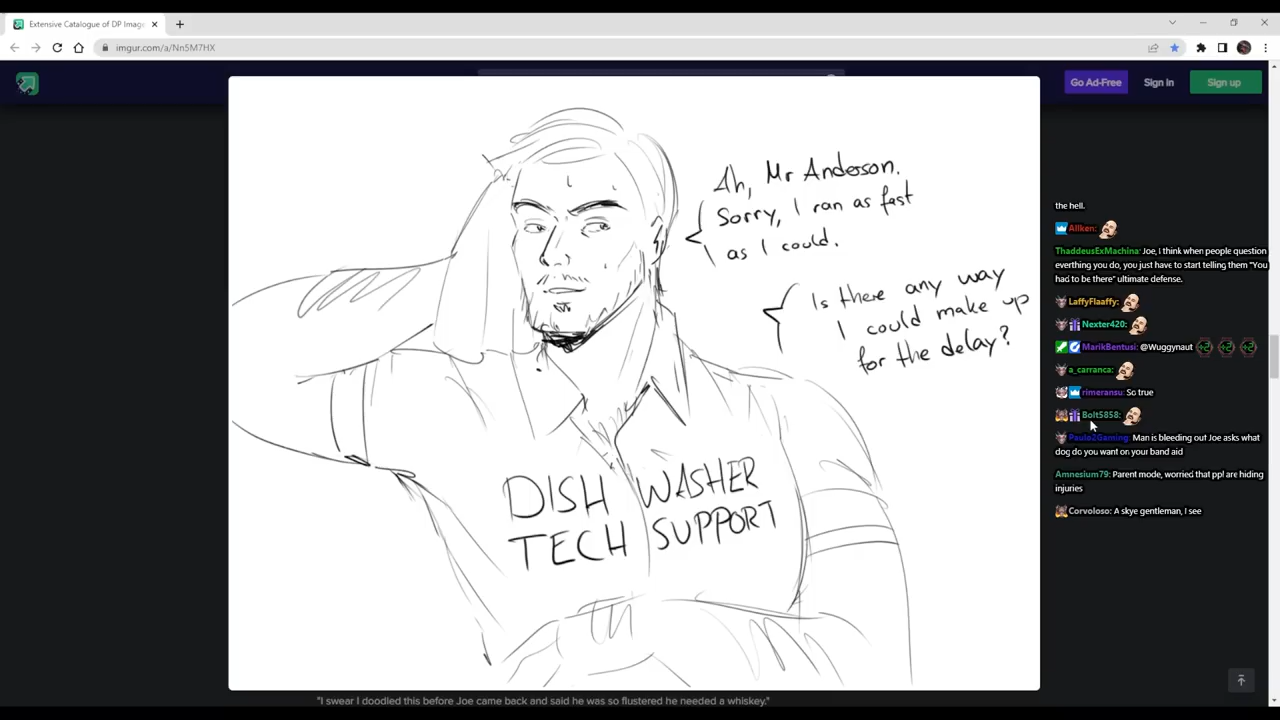 Extensive Catalogue of DP Image
imgur.com/a/Nn5M7HX
Go Ad-Free
Sign in
Sign up
Ah, Mr Anderson.
Sorry, I ran as fast
as I could.
Is there any way
I could make up
for the delay?
DISH WASHER
TECH SUPPORT
"I swear I doodled this before Joe came back and said he was so flustered he needed a whiskey."
the hell.
Allken:
ThaddeusExMachina: Joe, I think when people question
everthing you do, you just have to start telling them "You
had to be there" ultimate defense.
LaffyFlaaffy:
Nexter420:
MarikBentusi: @Wuggynaut
a_carranca:
rimeransu: So true
Bolt5858:
Paulo2Gaming: Man is bleeding out Joe asks what
dog do you want on your band aid
Amnesium79: Parent mode, worried that ppl are hiding
injuries
Corvoloso: A skye gentleman, I see